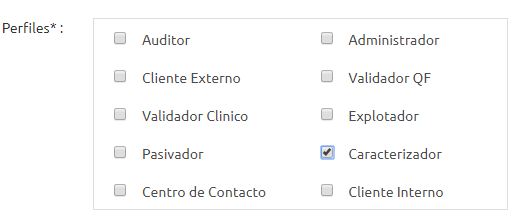 Perfiles* :
Auditor Administrador
Cliente Externo Validador QF
Validador Clinico Explotador
Pasivador Caracterizador
Centro de Contacto Cliente Interno